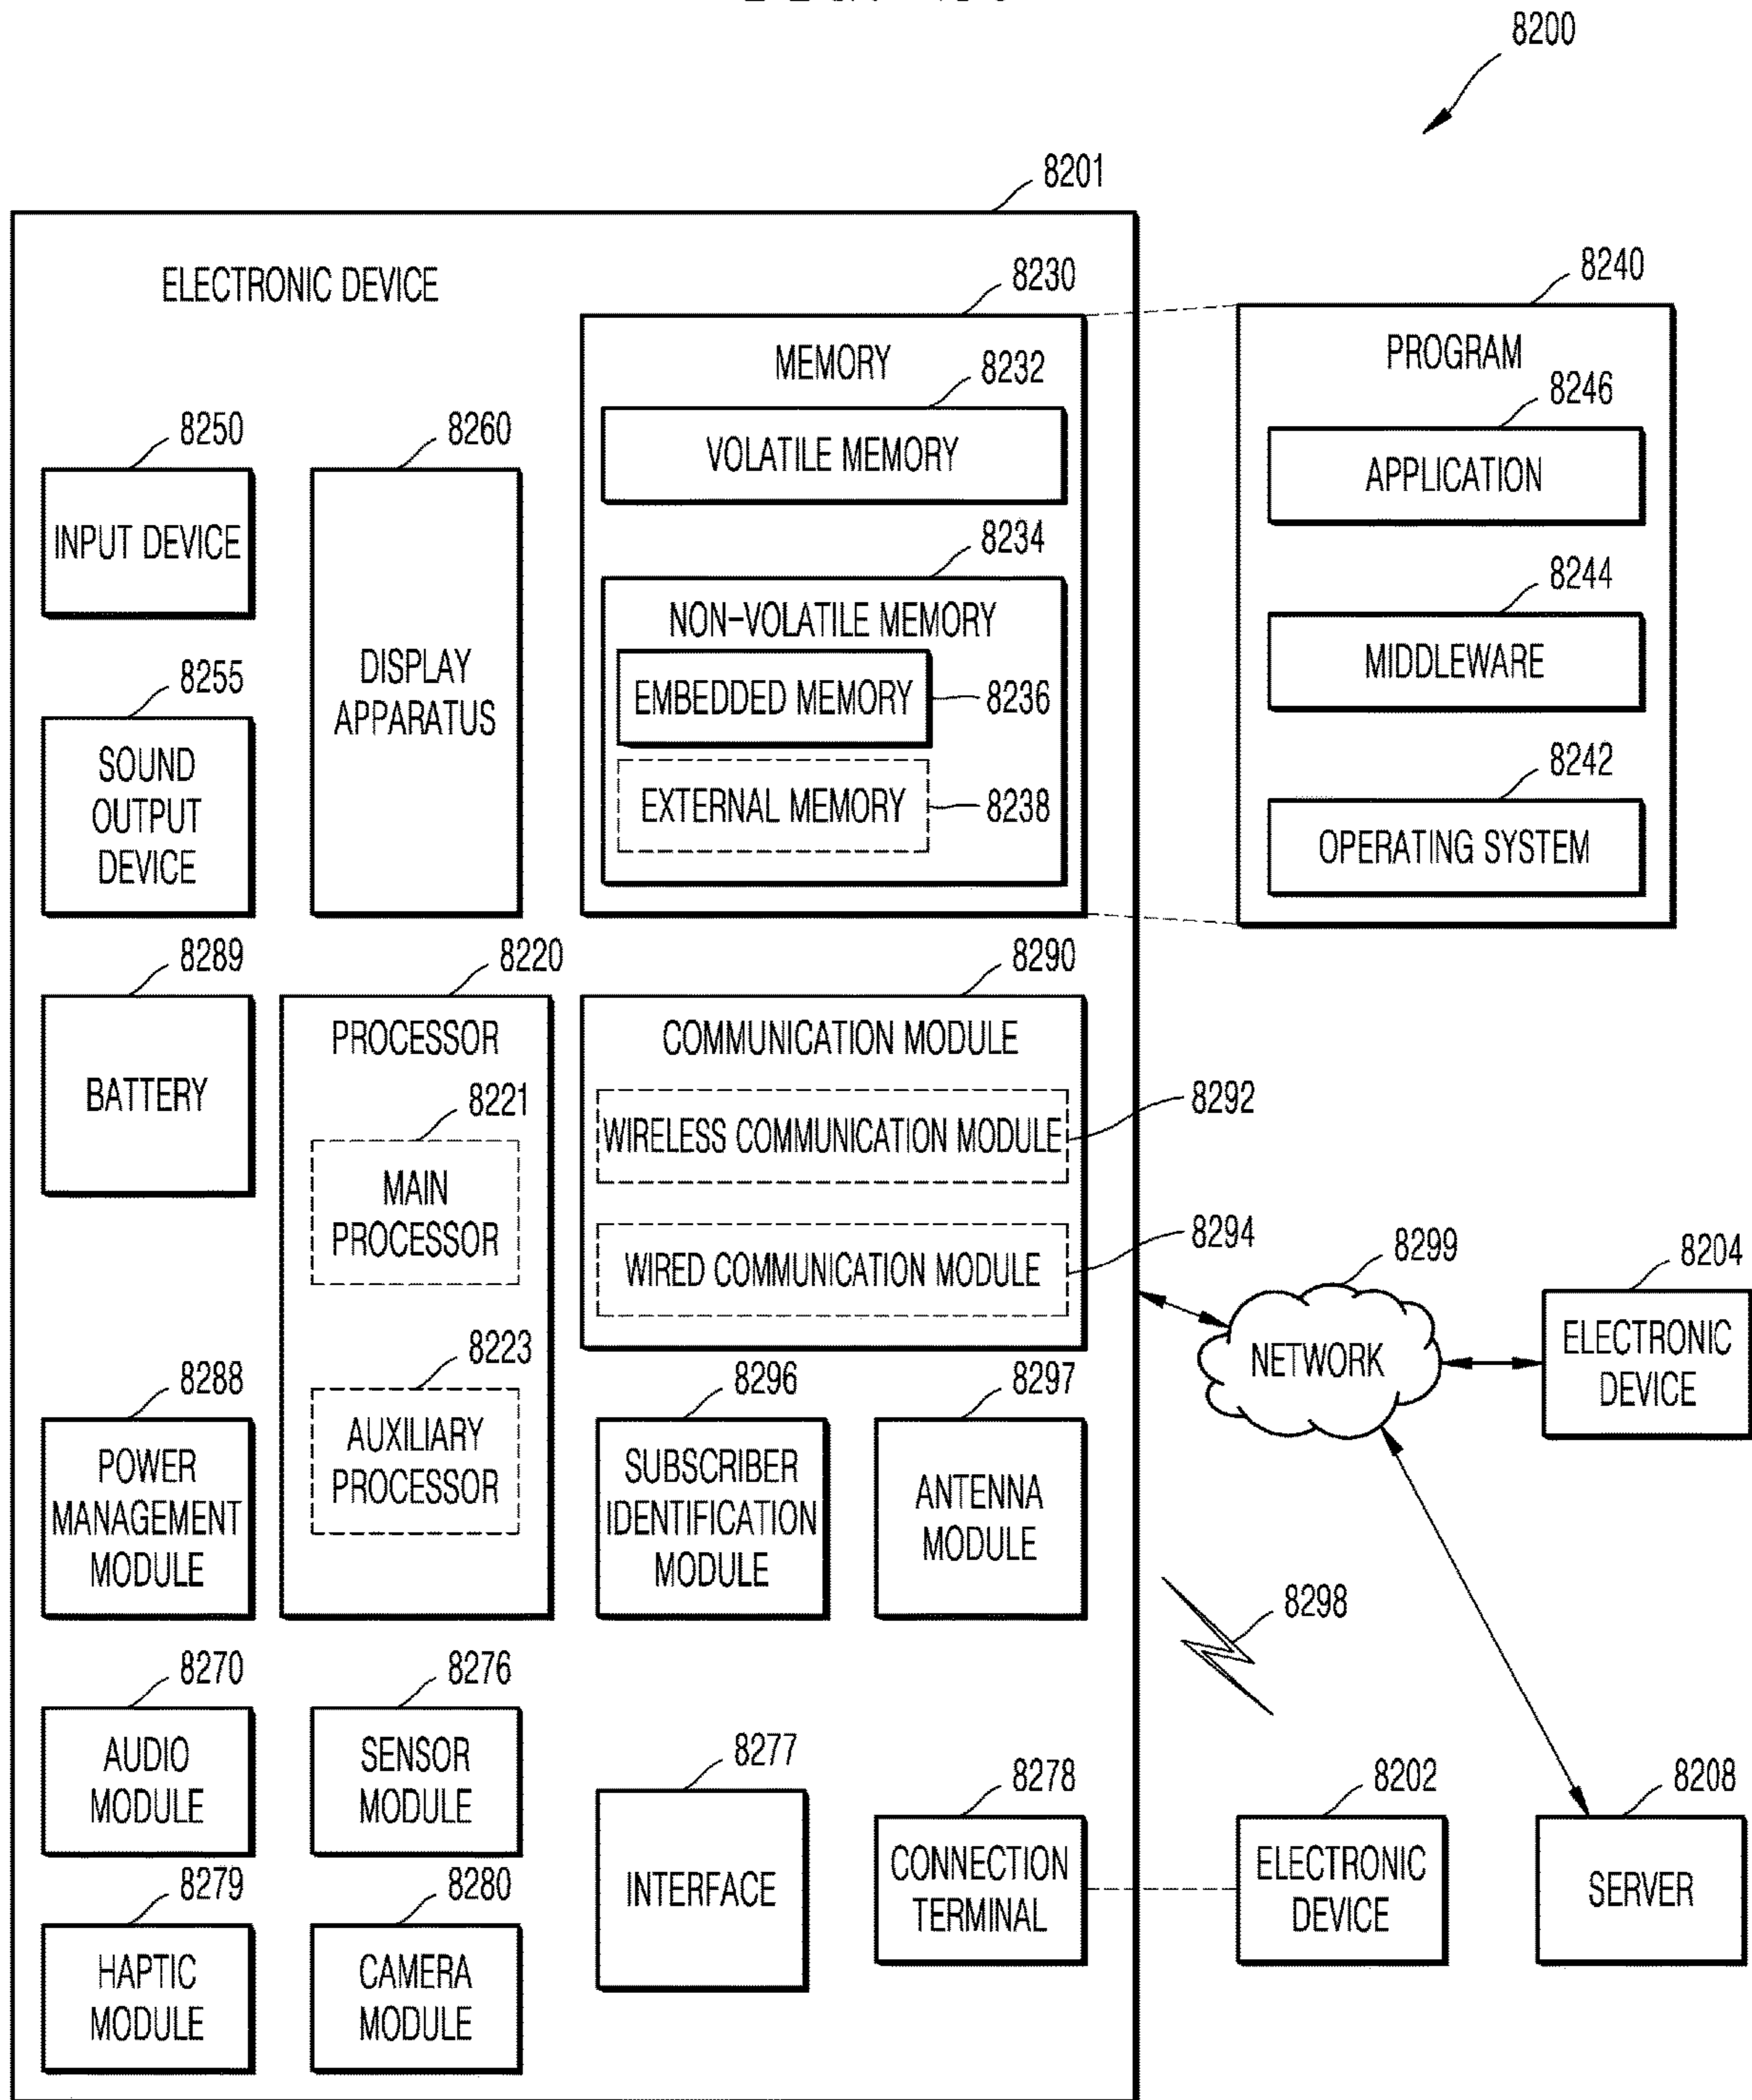 8200
8201
ELECTRONIC DEVICE
8230
MEMORY
8232
VOLATILE MEMORY
8234
NON-VOLATILE MEMORY
EMBEDDED MEMORY
8236
EXTERNAL MEMORY
8238
8240
PROGRAM
8246
APPLICATION
8244
MIDDLEWARE
8242
OPERATING SYSTEM
8250
INPUT DEVICE
8260
DISPLAY
APPARATUS
8255
SOUND
OUTPUT
DEVICE
8289
BATTERY
8220
PROCESSOR
8221
MAIN
PROCESSOR
8223
AUXILIARY
PROCESSOR
8290
COMMUNICATION MODULE
8292
WIRELESS COMMUNICATION MODULE
8294
WIRED COMMUNICATION MODULE
8299
NETWORK
8204
ELECTRONIC
DEVICE
8288
POWER
MANAGEMENT
MODULE
8296
SUBSCRIBER
IDENTIFICATION
MODULE
8297
ANTENNA
MODULE
8298
8270
AUDIO
MODULE
8276
SENSOR
MODULE
8277
INTERFACE
8278
CONNECTION
TERMINAL
8202
ELECTRONIC
DEVICE
8208
SERVER
8279
HAPTIC
MODULE
8280
CAMERA
MODULE